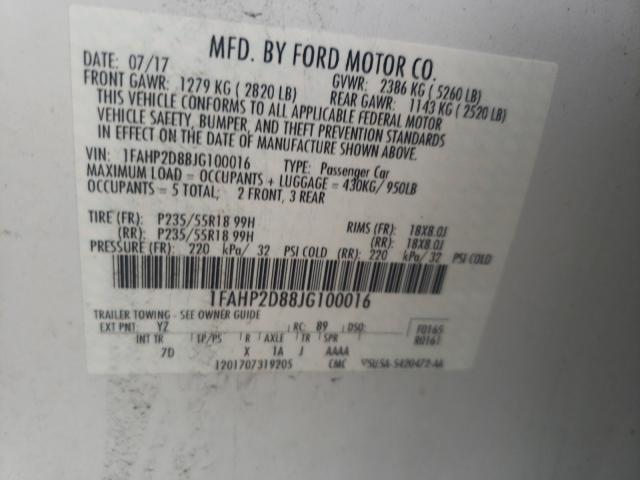 MFD. BY FORD MOTOR CO.
DATE: 07/17 GVWR: 2386 KG ( 5260 LB)
FRONT GAWR: 1279 KG ( 2820 LB) REAR GAWR: 1143 KG ( 2520 LB)
THIS VEHICLE CONFORMS TO ALL APPLICABLE FEDERAL MOTOR
VEHICLE SAFETY, BUMPER, AND THEFT PREVENTION STANDARDS
IN EFFECT ON THE DATE OF MANUFACTURE SHOWN ABOVE.
VIN: 1FAHP2D88JG100016 TYPE: Passenger Car
MAXIMUM LOAD = OCCUPANTS + LUGGAGE = 430KG/ 950LB
OCCUPANTS = 5 TOTAL; 2 FRONT, 3 REAR
TIRE (FR): P235/55R18 99H RIMS (FR): 18X8.0J
(RR): P235/55R18 99H (RR): 18X8.0J
PRESSURE (FR): 220 kPa/ 32 PSI COLD (RR): 220 kPa/ 32 PSI COLD
1FAHP2D88JG100016
TRAILER TOWING - SEE OWNER GUIDE
EXT PNT: YZ RC: 89 DSO: F0165
INT TR LP/PS R AXLE TR SPR R0161
7D X 1A J AAAA
1201707319205 CMC 5U5A-5420472-AA